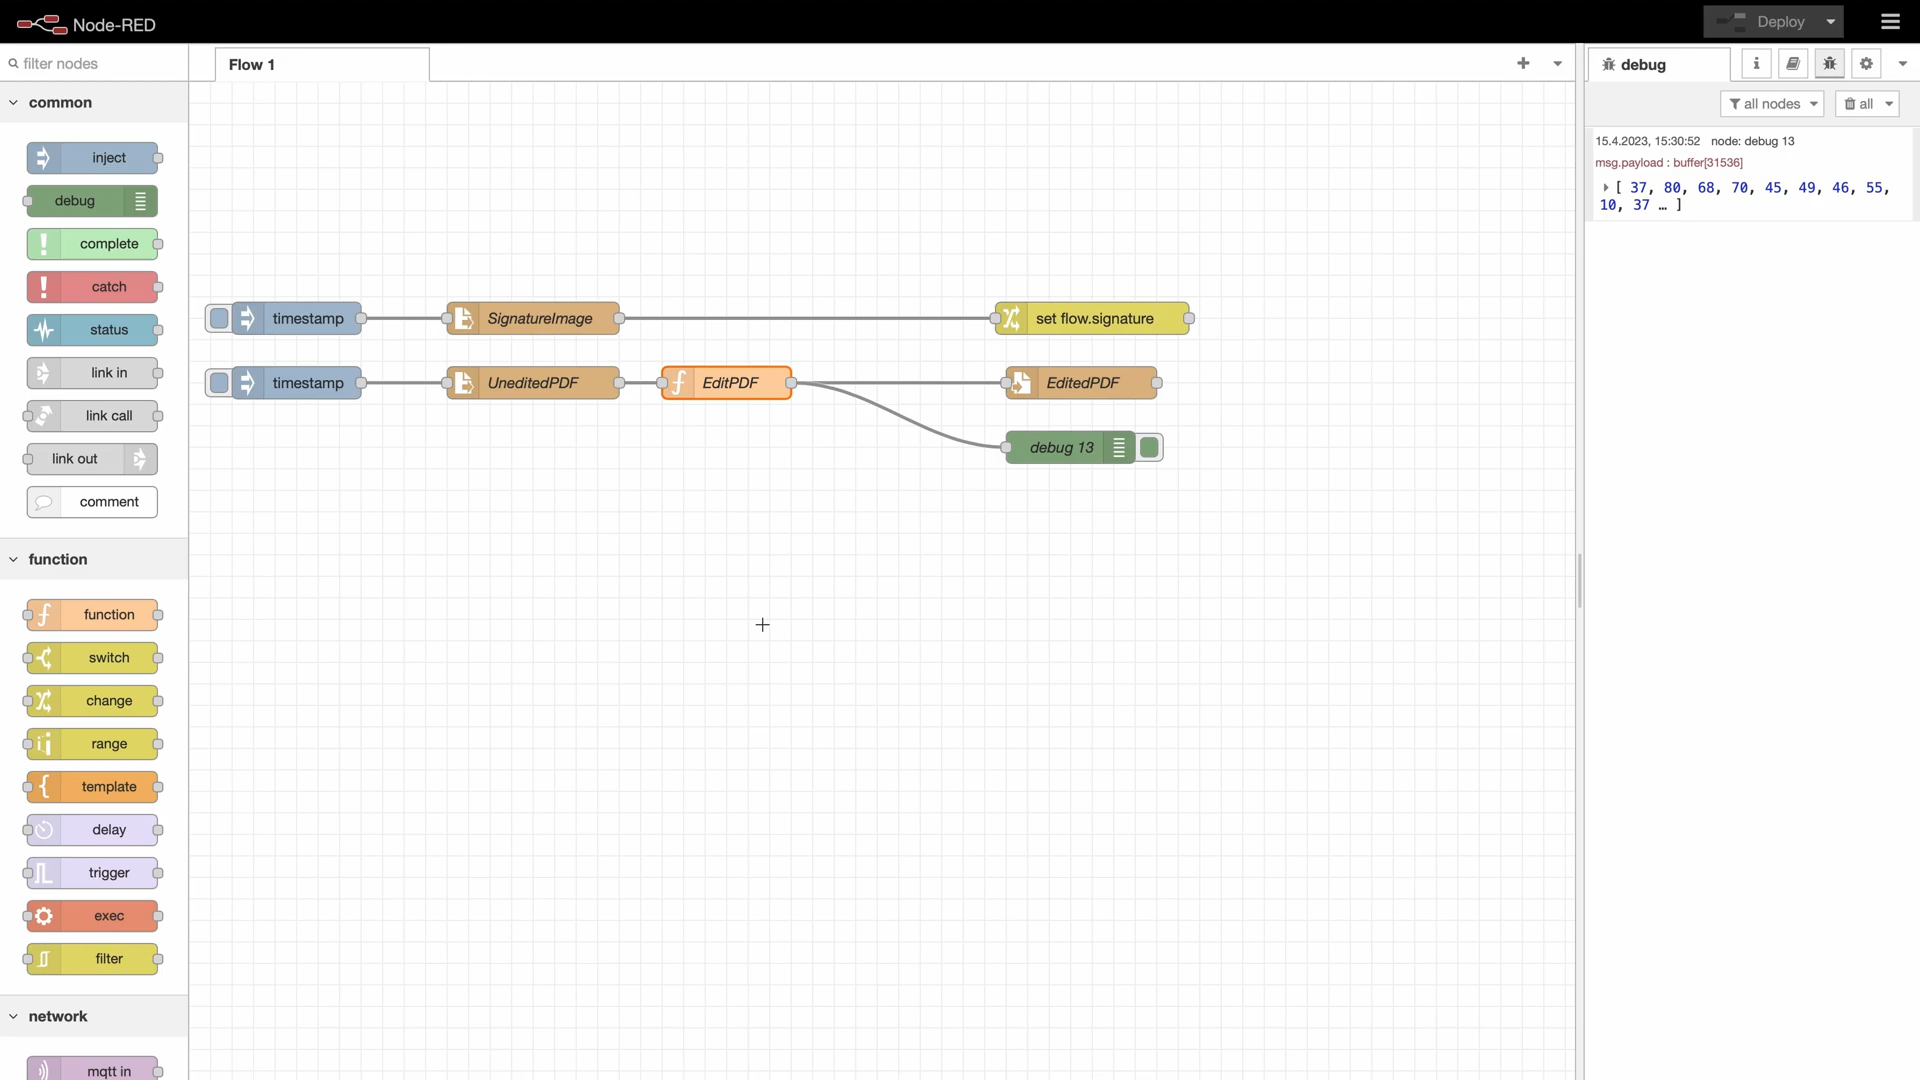 Node-RED
Deploy
filter nodes
Flow 1
debug
i
common
all nodes
all
inject
15.4.2023, 15:30:52 node: debug 13
msg.payload : buffer[31536]
[ 37, 80, 68, 70, 45, 49, 46, 55,
10, 37 … ]
debug
complete
catch
timestamp
SignatureImage
set flow.signature
status
link in
timestamp
UneditedPDF
EditPDF
EditedPDF
link call
debug 13
link out
comment
function
function
switch
change
range
template
delay
trigger
exec
filter
network
mqtt in